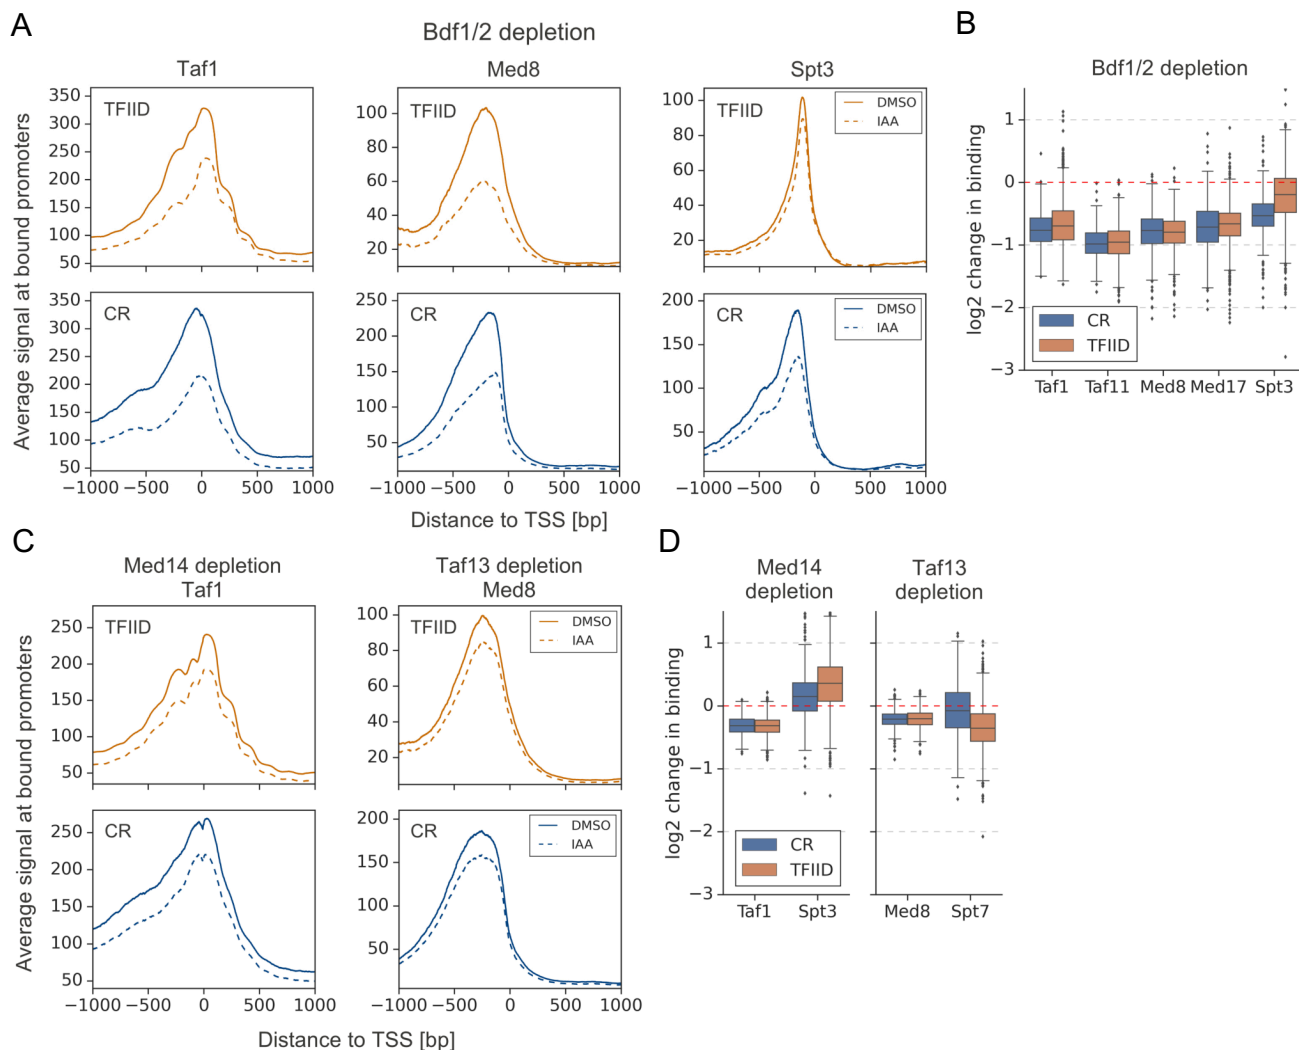 A
Bdf1/2 depletion
Taf1
Med8
Spt3
Average signal at bound promoters
350
300
250
200
150
100
50
TFIID
100
80
60
40
20
TFIID
100
80
60
40
20
TFIID
DMSO
IAA
350
300
250
200
150
100
50
CR
250
200
150
100
50
CR
200
150
100
50
CR
DMSO
IAA
−1000 −500 0 500 1000
−1000 −500 0 500 1000
−1000 −500 0 500 1000
Distance to TSS [bp]
B
Bdf1/2 depletion
log2 change in binding
1
0
−1
−2
−3
CR
TFIID
Taf1 Taf11 Med8 Med17 Spt3
C
Med14 depletion
Taf1
Taf13 depletion
Med8
Average signal at bound promoters
250
200
150
100
50
TFIID
100
80
60
40
20
TFIID
DMSO
IAA
250
200
150
100
50
CR
200
150
100
50
CR
DMSO
IAA
−1000 −500 0 500 1000
−1000 −500 0 500 1000
Distance to TSS [bp]
D
Med14
depletion
Taf13
depletion
log2 change in binding
1
0
−1
−2
−3
CR
TFIID
Taf1 Spt3
Med8 Spt7